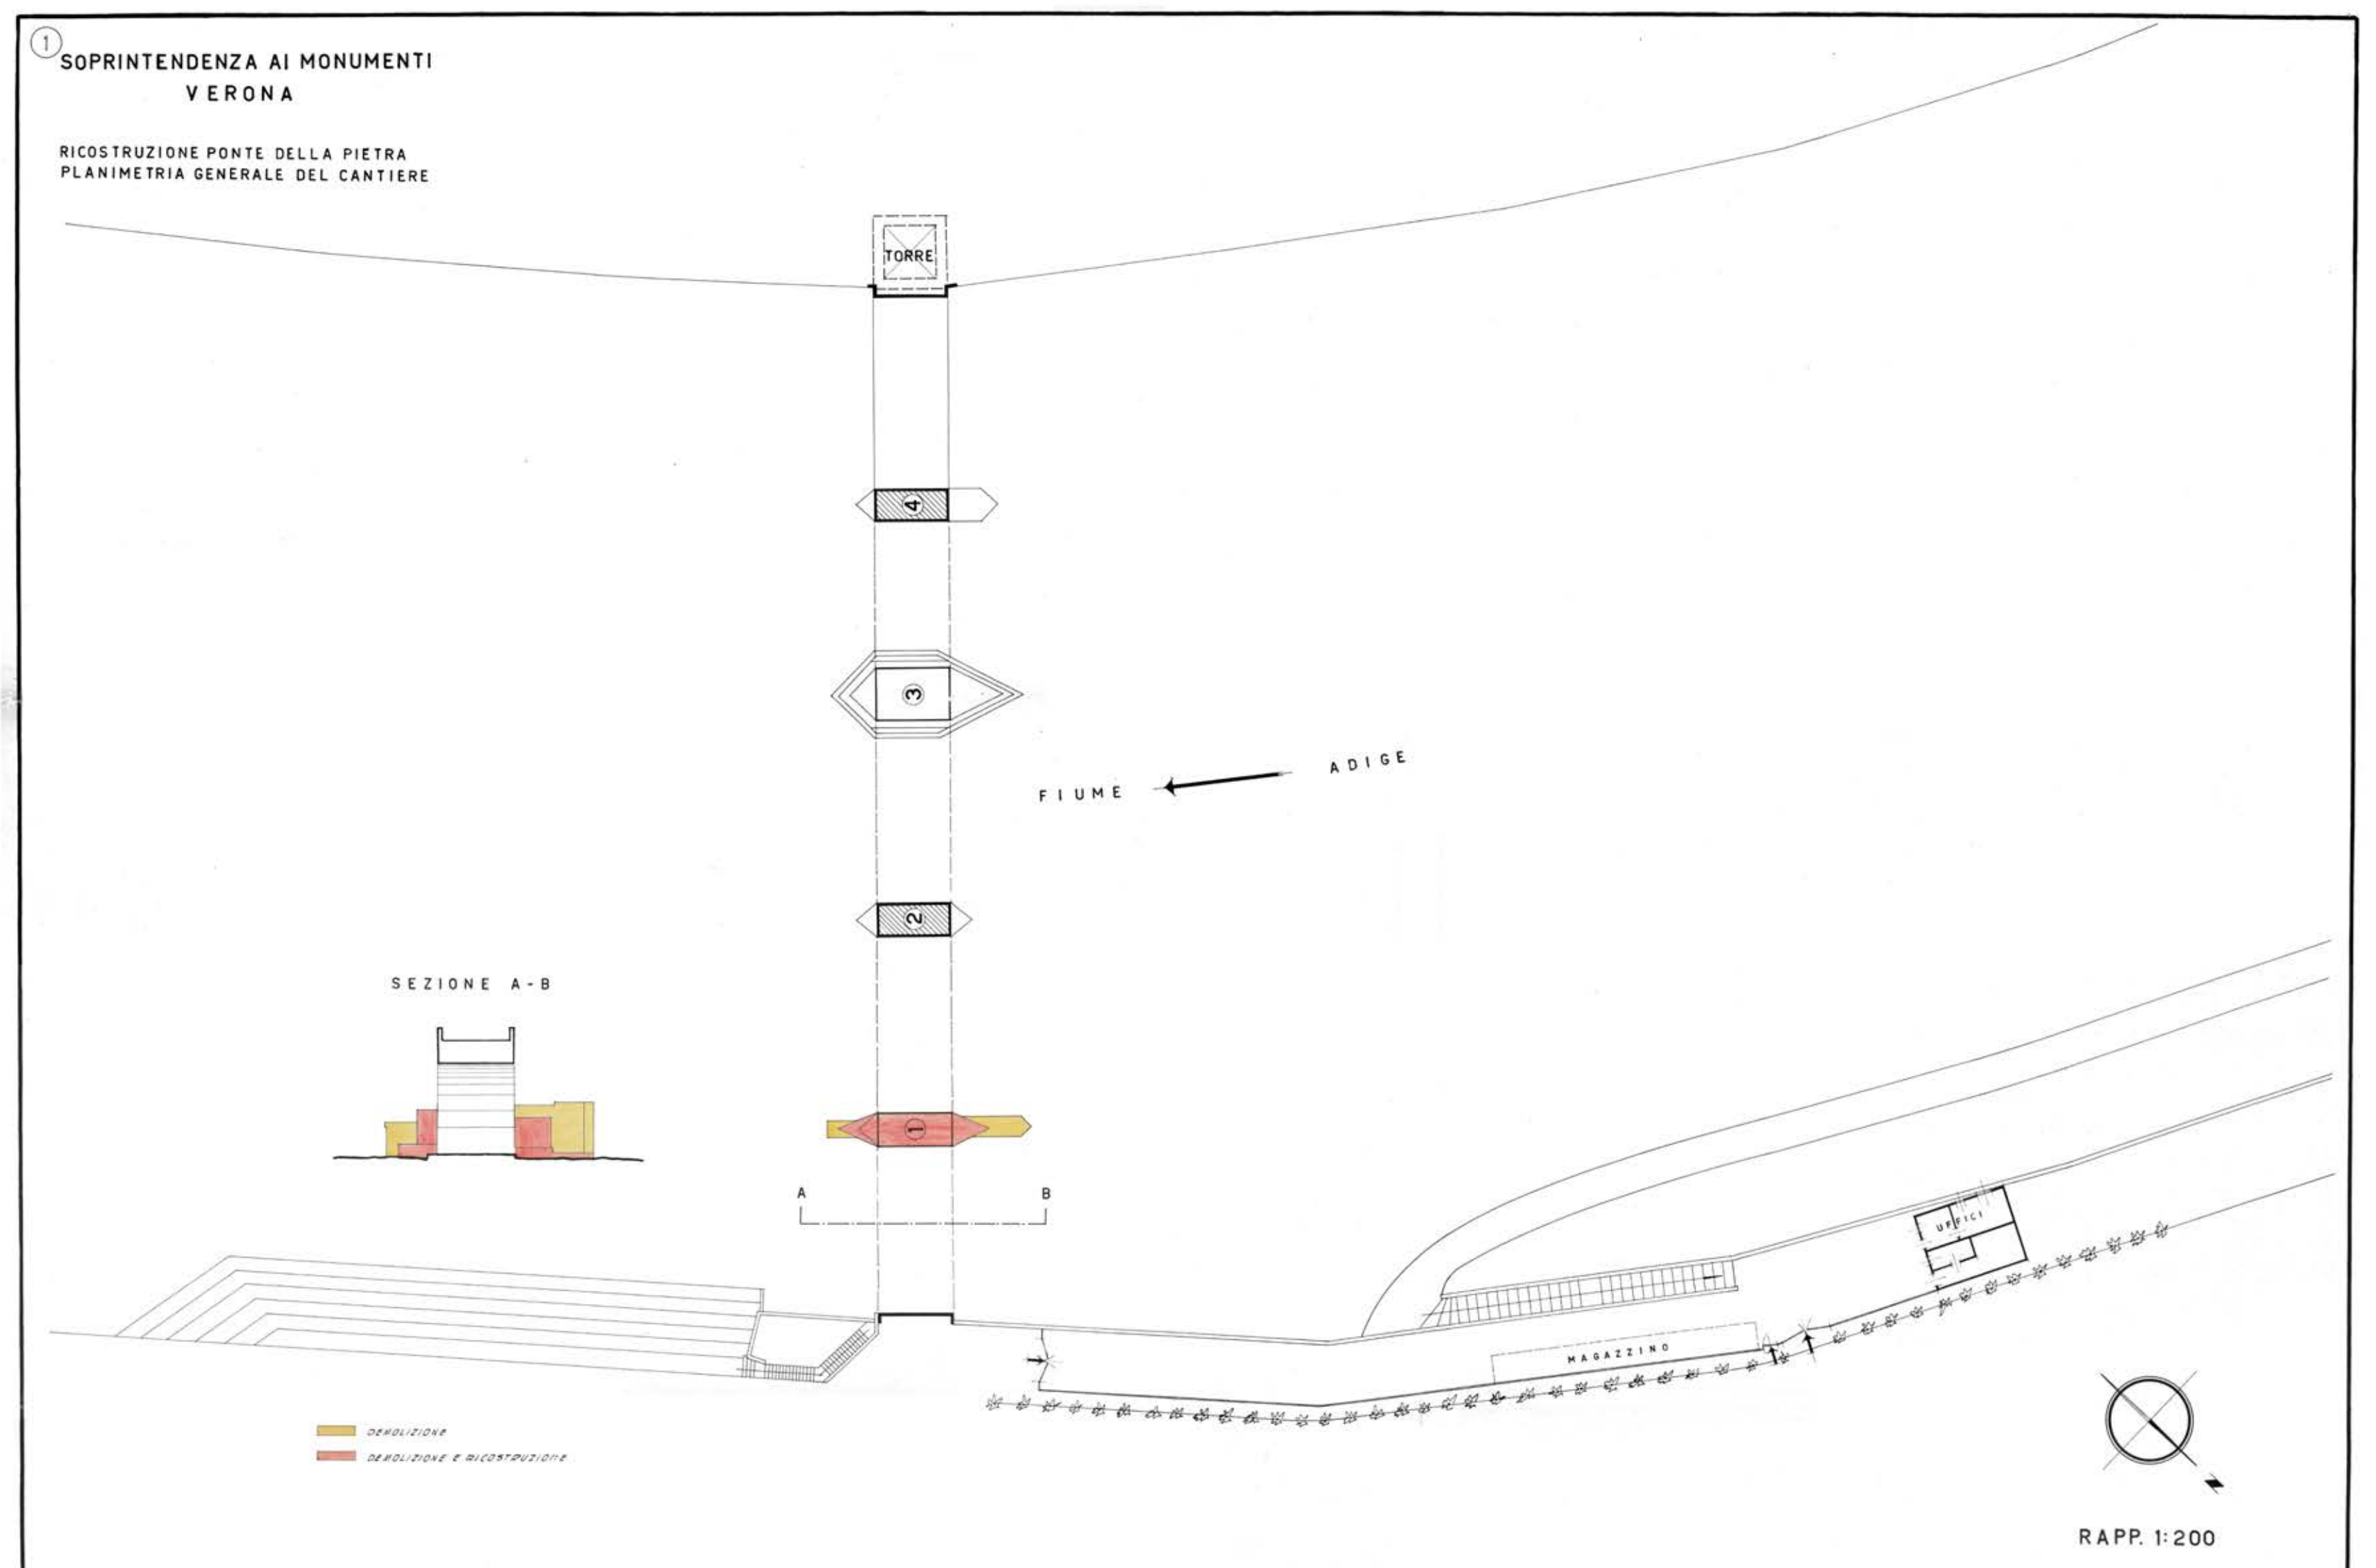 1
SOPRINTENDENZA AI MONUMENTI
VERONA
RICOSTRUZIONE PONTE DELLA PIETRA
PLANIMETRIA GENERALE DEL CANTIERE
TORRE
4
3
FIUME
ADIGE
2
SEZIONE A-B
1
A
B
UFFICI
MAGAZZINO
DEMOLIZIONE
DEMOLIZIONE E RICOSTRUZIONE
N
RAPP. 1:200